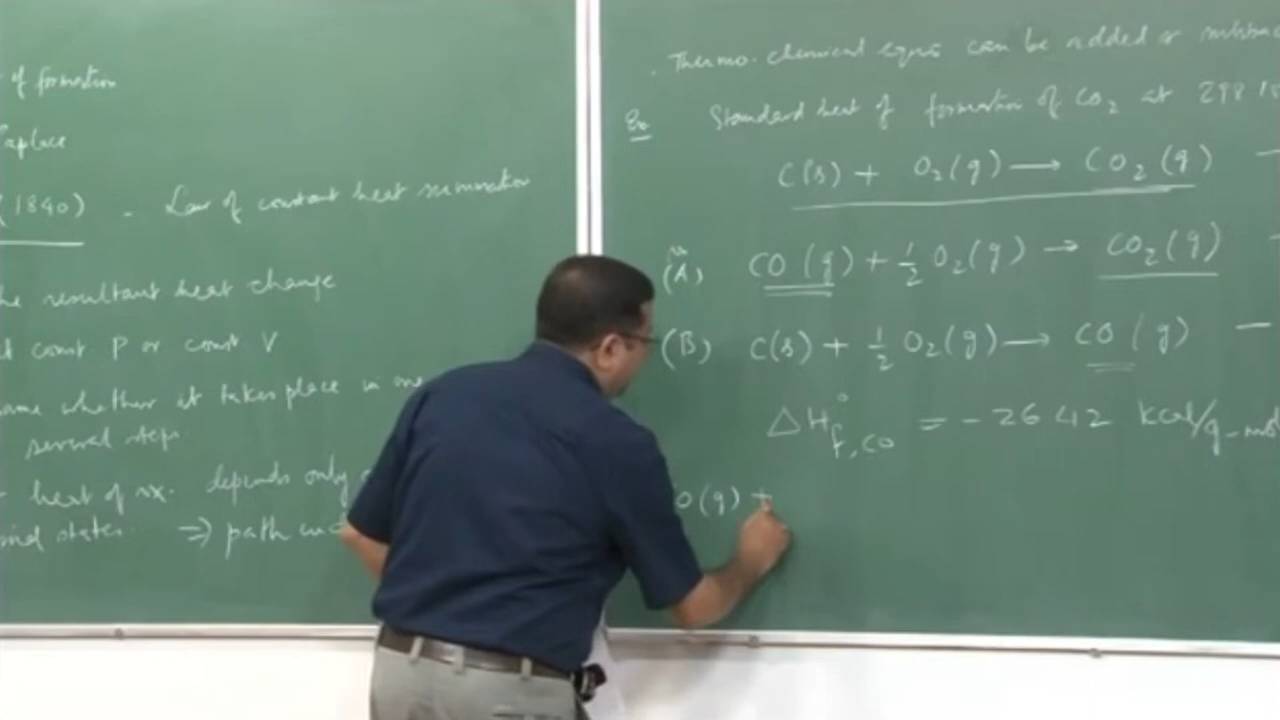 of formation
aplace
(1840) - Law of constant heat summation
he resultant heat change
t const P or const V
ame whether it takes place in one
several steps.
heat of rx. depends only
states. ⇒ path in
Thermo-chemical eqns can be added or
Ex Standard heat of formation of CO₂ at 298
C(s) + O₂(g) → CO₂(g) -
(A) CO(g) + ½ O₂(g) → CO₂(g) -
(B) C(s) + ½ O₂(g) → CO(g) -
ΔH°f,CO = - 26.42 kcal/g-mol
O(g) +